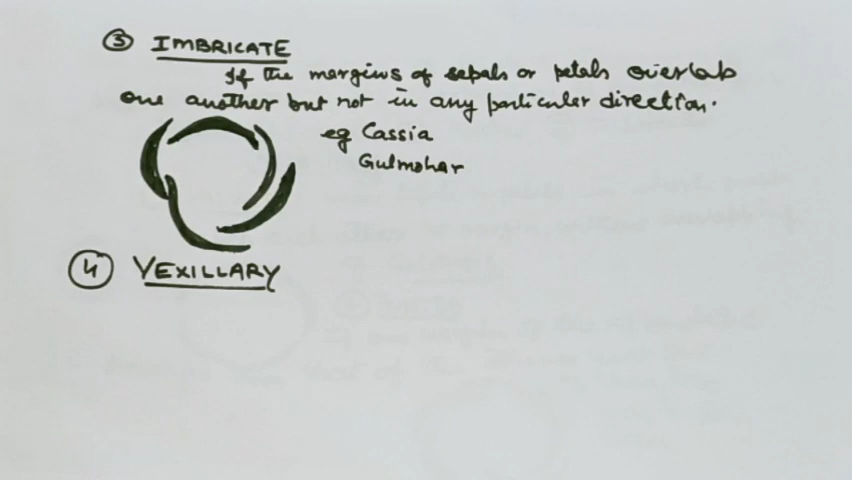 ③ IMBRICATE
If the margins of sepals or petals overlab
one another but not in any particular direction.
eg Cassia
Gulmohar
④ VEXILLARY